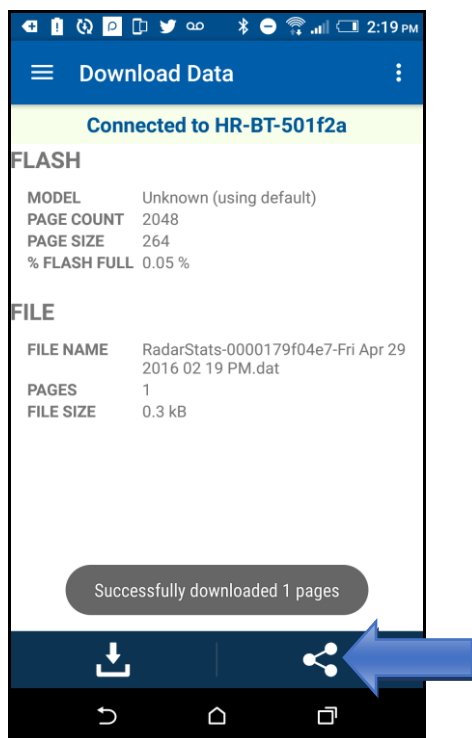 2:19 PM
Download Data
Connected to HR-BT-501f2a
FLASH
MODEL Unknown (using default)
PAGE COUNT 2048
PAGE SIZE 264
% FLASH FULL 0.05 %
FILE
FILE NAME RadarStats-0000179f04e7-Fri Apr 29
2016 02 19 PM.dat
PAGES 1
FILE SIZE 0.3 kB
Successfully downloaded 1 pages